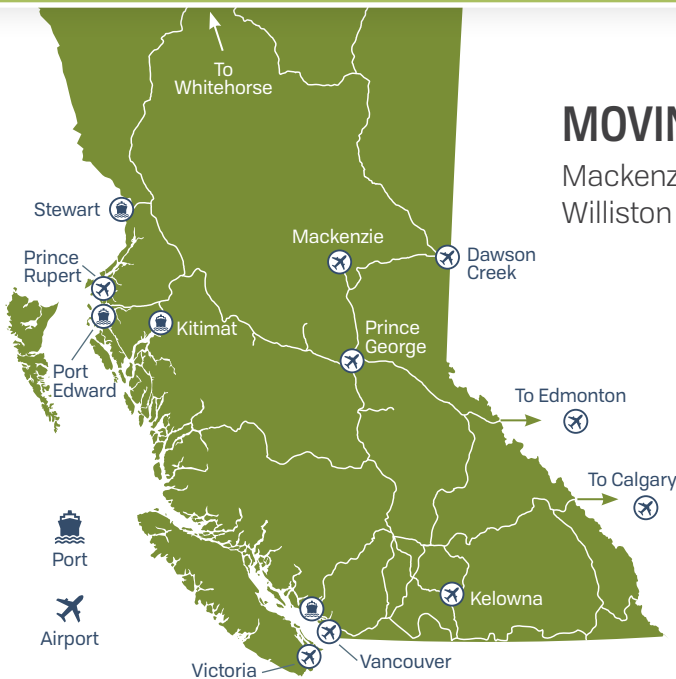 To
Whitehorse
MOVIN
Mackenz
Williston
Stewart
Mackenzie
Prince
Rupert
Dawson
Creek
Kitimat
Prince
George
Port
Edward
To Edmonton
To Calgary
Port
Airport
Kelowna
Victoria
Vancouver